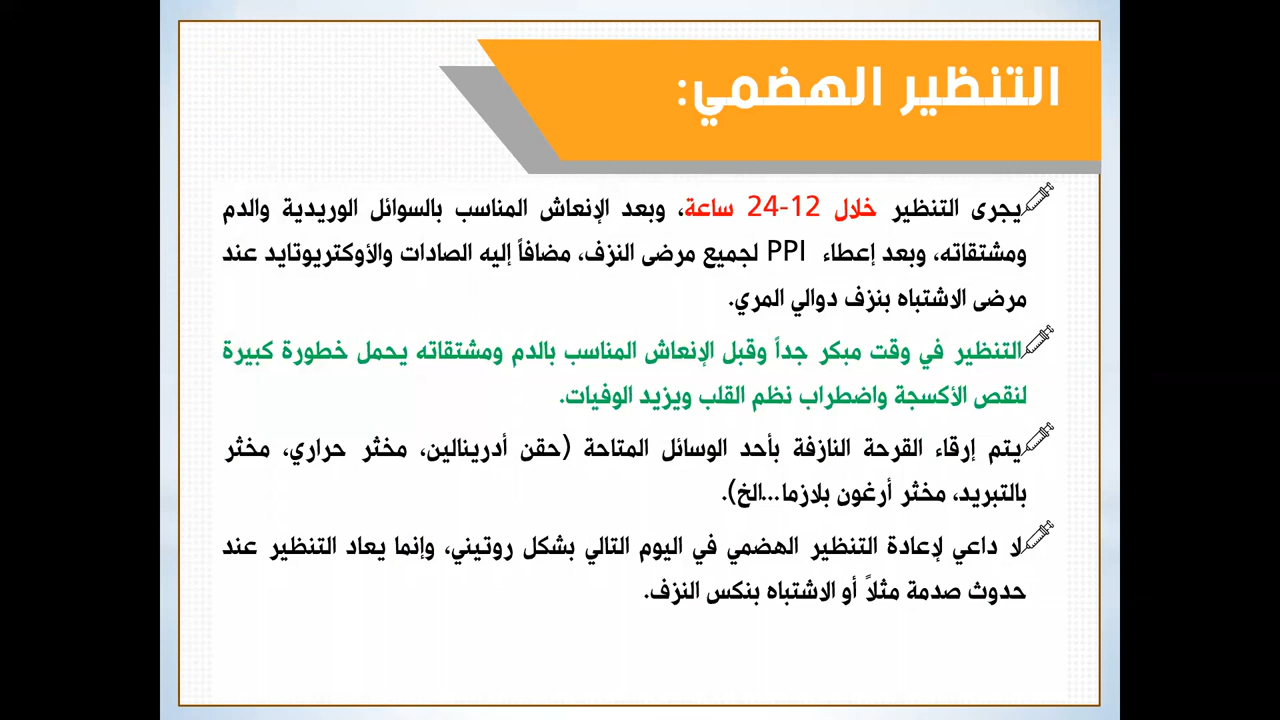 التنظير الهضمي:
يجرى التنظير خلال 12-24 ساعة، وبعد الإنعاش المناسب بالسوائل الوريدية والدم
ومشتقاته، وبعد إعطاء PPI لجميع مرضى النزف، مضافاً إليه الصادات والأوكتريوتايد عند
مرضى الاشتباه بنزف دوالي المري.
التنظير في وقت مبكر جداً وقبل الإنعاش المناسب بالدم ومشتقاته يحمل خطورة كبيرة
لنقص الأكسجة واضطراب نظم القلب ويزيد الوفيات.
يتم إرقاء القرحة النازفة بأحد الوسائل المتاحة (حقن أدرينالين، مخثر حراري، مخثر
بالتبريد، مخثر أرغون بلازما...الخ).
لا داعي لإعادة التنظير الهضمي في اليوم التالي بشكل روتيني، وإنما يعاد التنظير عند
حدوث صدمة مثلاً أو الاشتباه بنكس النزف.